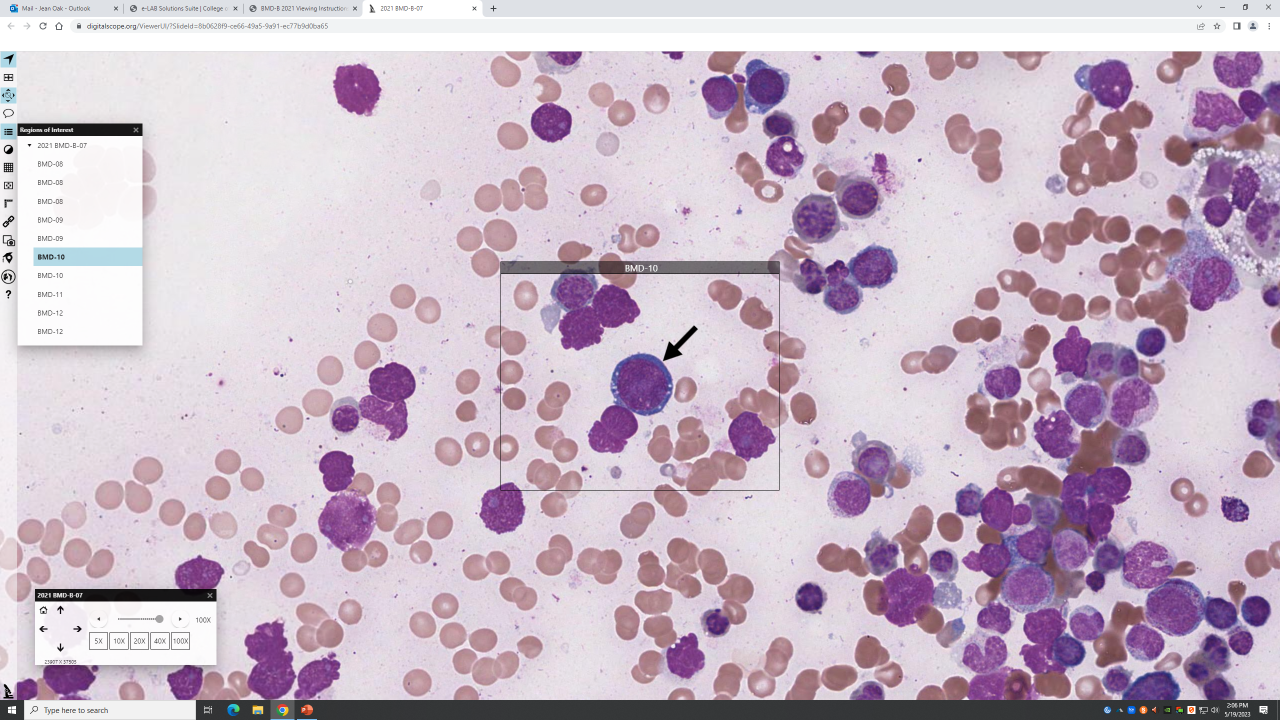 Mail - Jean Oak - Outlook
e-LAB Solutions Suite | College o
BMD-B 2021 Viewing Instruction
2021 BMD-B-07
digitalscope.org/ViewerUI/?SlideId=8b0628f9-ce66-49a5-9a91-ec77b9d0ba65
Regions of Interest
2021 BMD-B-07
BMD-08
BMD-08
BMD-08
BMD-09
BMD-09
BMD-10
BMD-10
BMD-11
BMD-12
BMD-12
BMD-10
2021 BMD-B-07
100X
5X 10X 20X 40X 100X
Type here to search
2:06 PM
5/19/2023